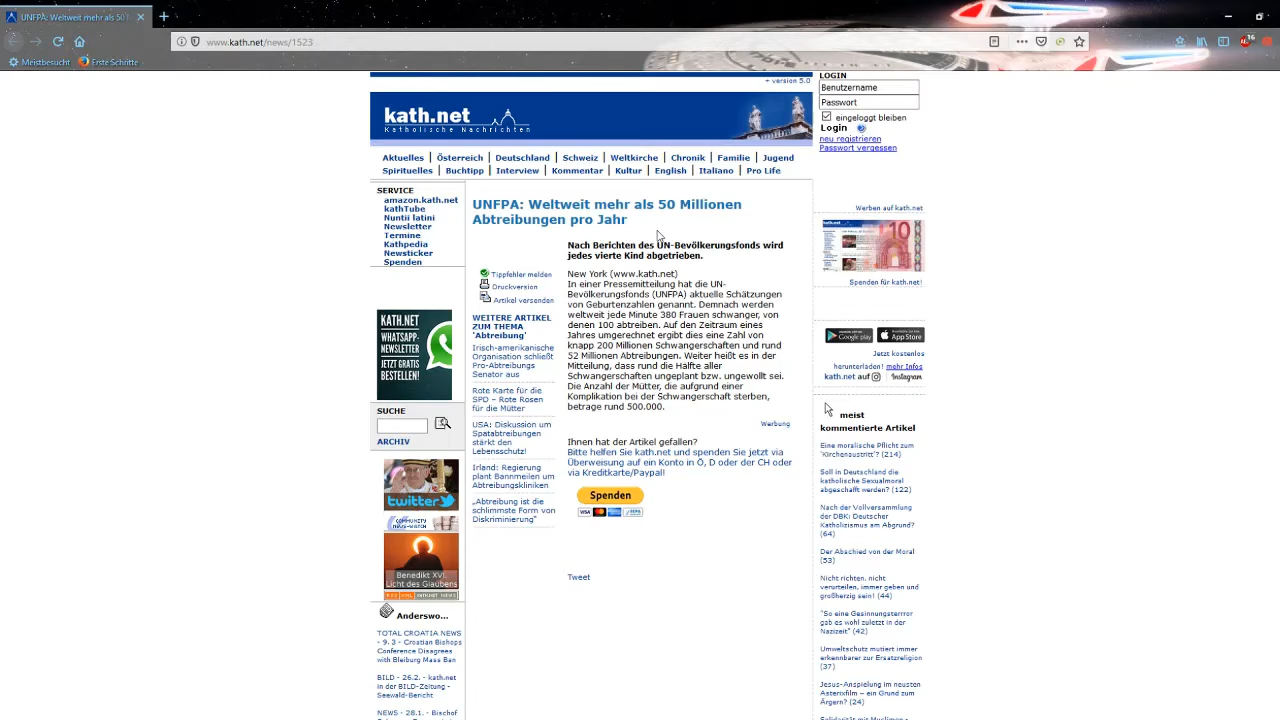 UNFPA: Weltweit mehr als 50 I
www.kath.net/news/1523
16
Meistbesucht
Erste Schritte
+ version 5.0
kath.net
Katholische Nachrichten
Aktuelles | Österreich | Deutschland | Schweiz | Weltkirche | Chronik | Familie | Jugend
Spirituelles | Buchtipp | Interview | Kommentar | Kultur | English | Italiano | Pro Life
LOGIN
Benutzername
Passwort
eingeloggt bleiben
Login
neu registrieren
Passwort vergessen
SERVICE
amazon.kath.net
kathTube
Nuntii latini
Newsletter
Termine
Kathpedia
Newsticker
Spenden
KATH.NET
WHATSAPP-
NEWSLETTER
JETZT GRATIS
BESTELLEN!
SUCHE
ARCHIV
twitter
COMMUNITY
Benedikt XVI.
Licht des Glaubens
Anderswo...
TOTAL CROATIA NEWS
- 9. 3 - Croatian Bishops
Conference Disagrees
with Bleiburg Mass Ban
BILD - 26.2. - kath.net
in der BILD-Zeitung -
Seewald-Bericht
NEWS - 28.1. - Bischof
UNFPA: Weltweit mehr als 50 Millionen
Abtreibungen pro Jahr
Tippfehler melden
Druckversion
Artikel versenden
WEITERE ARTIKEL
ZUM THEMA
'Abtreibung'
Irisch-amerikanische
Organisation schließt
Pro-Abtreibungs
Senator aus
Rote Karte für die
SPD – Rote Rosen
für die Mütter
USA: Diskussion um
Spatabtreibungen
stärkt den
Lebensschutz!
Irland: Regierung
plant Bannmeilen um
Abtreibungskliniken
„Abtreibung ist die
schlimmste Form von
Diskriminierung“
Nach Berichten des UN-Bevölkerungsfonds wird
jedes vierte Kind abgetrieben.
New York (www.kath.net)
In einer Pressemitteilung hat die UN-
Bevölkerungsfonds (UNFPA) aktuelle Schätzungen
von Geburtenzahlen genannt. Demnach werden
weltweit jede Minute 380 Frauen schwanger, von
denen 100 abtreiben. Auf den Zeitraum eines
Jahres umgerechnet ergibt dies eine Zahl von
knapp 200 Millionen Schwangerschaften und rund
52 Millionen Abtreibungen. Weiter heißt es in der
Mitteilung, dass rund die Hälfte aller
Schwangerschaften ungeplant bzw. ungewollt sei.
Die Anzahl der Mütter, die aufgrund einer
Komplikation bei der Schwangerschaft sterben,
betrage rund 500.000.
Werbung
Ihnen hat der Artikel gefallen?
Bitte helfen Sie kath.net und spenden Sie jetzt via
Überweisung auf ein Konto in Ö, D oder der CH oder
via Kreditkarte/Paypal!
Spenden
VISA
Tweet
Werben auf kath.net
10
Spenden für kath.net!
Google play
App Store
Jetzt kostenlos
herunterladen! mehr Infos
kath.net auf Instagram
meist
kommentierte Artikel
Eine moralische Pflicht zum
'Kirchenaustritt'? (214)
Soll in Deutschland die
katholische Sexualmoral
abgeschafft werden? (122)
Nach der Vollversammlung
der DBK: Deutscher
Katholizismus am Abgrund?
(64)
Der Abschied von der Moral
(53)
Nicht richten, nicht
verurteilen, immer geben und
großherzig sein! (44)
"So eine Gesinnungsterrror
gab es wohl zuletzt in der
Nazizeit" (42)
Umweltschutz mutiert immer
erkennbarer zur Ersatzreligion
(37)
Jesus-Anspielung im neusten
Asterixfilm – ein Grund zum
Ärgern? (24)